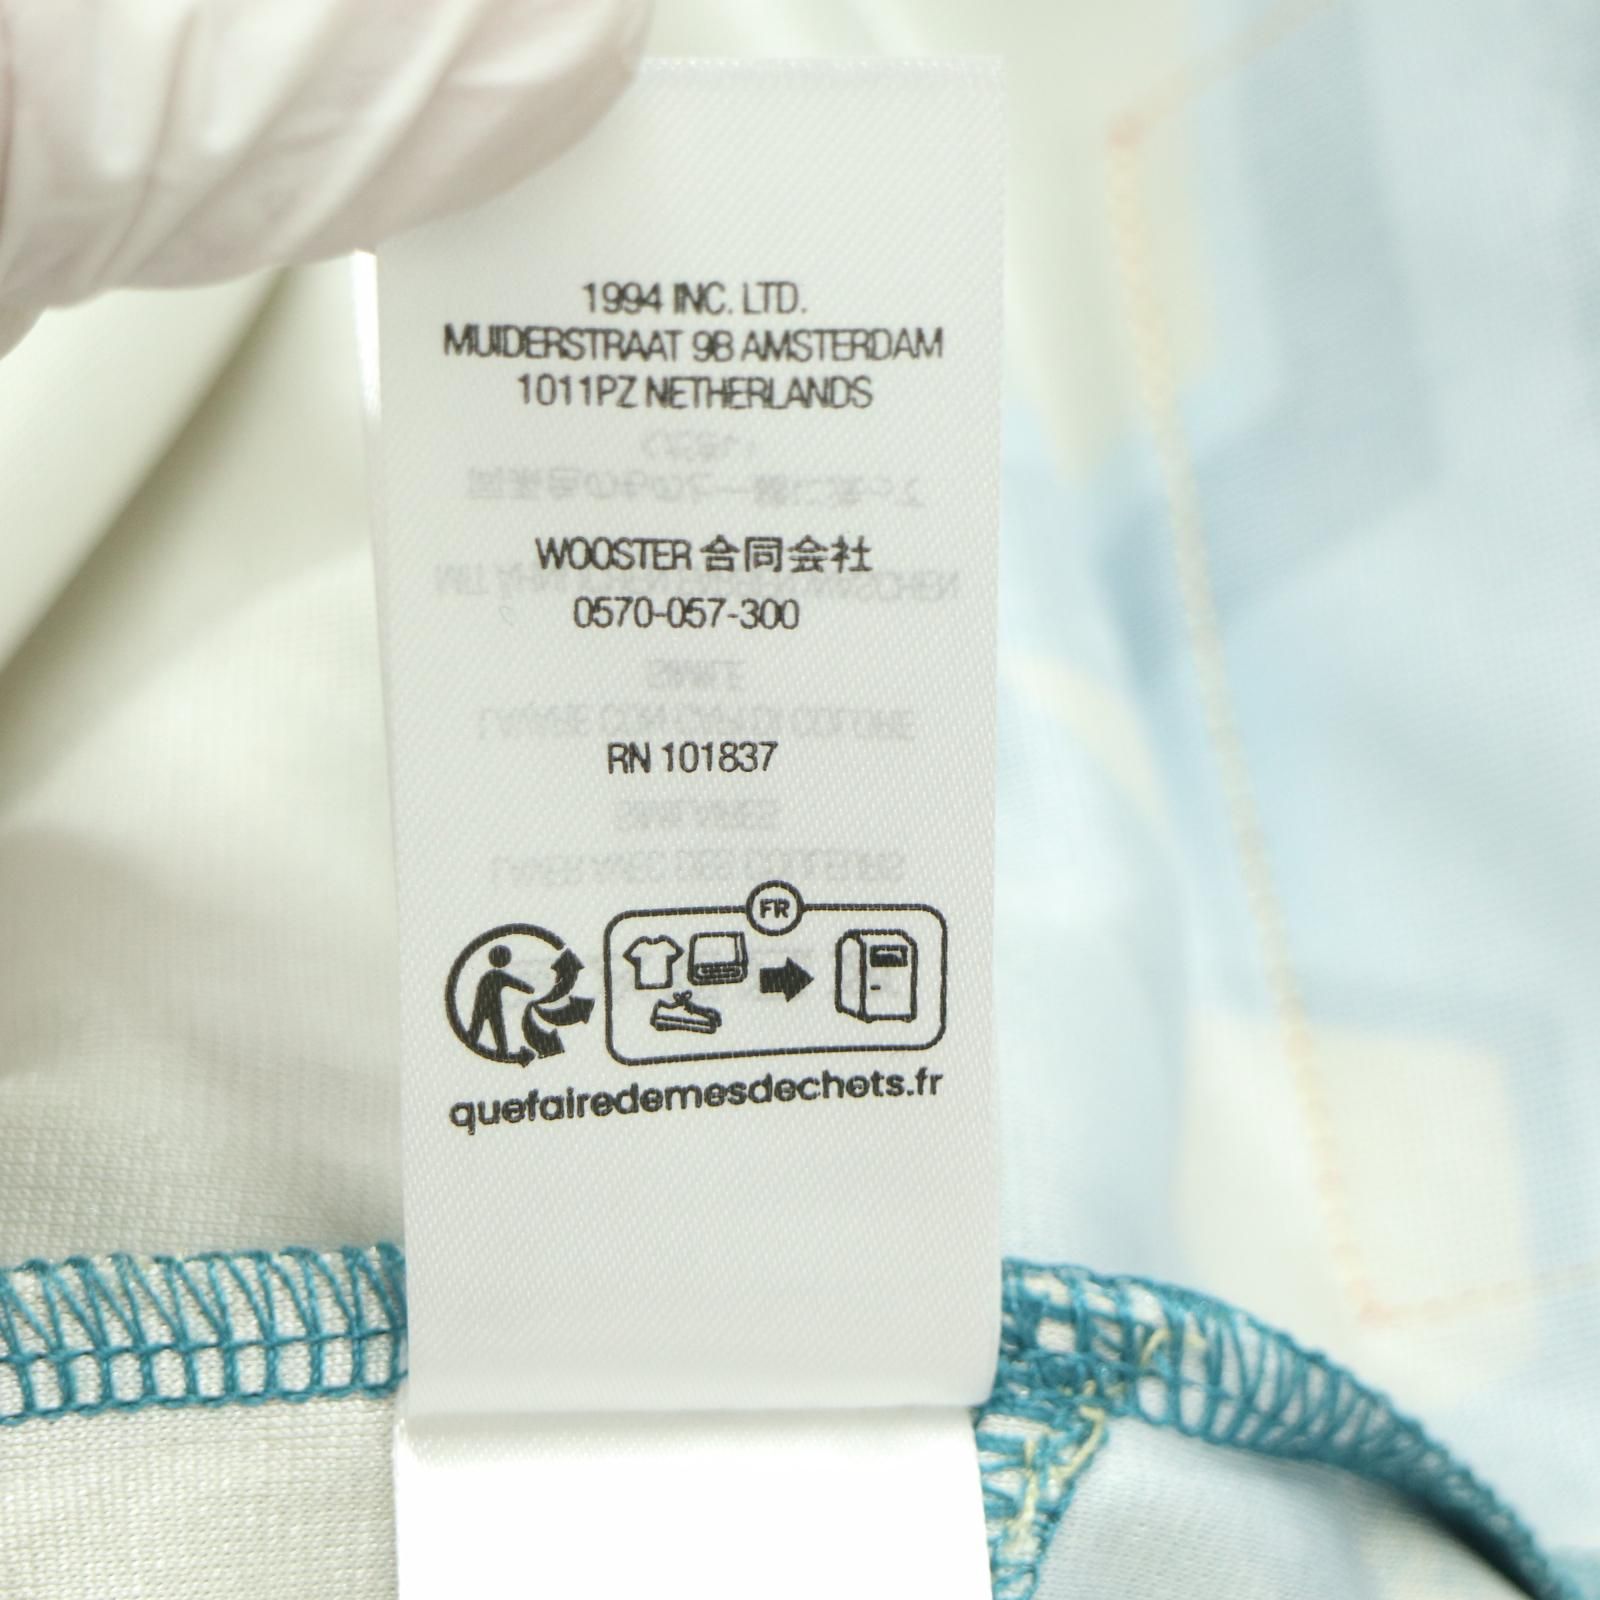 1994 INC. LTD.
MUIDERSTRAAT 9B AMSTERDAM
1011PZ NETHERLANDS
WOOSTER 合同会社
0570-057-300
RN 101837
FR
quefairedemesdechets.fr